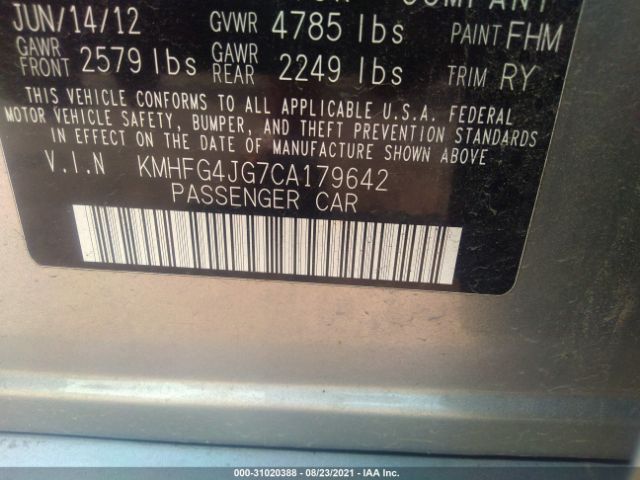 COMPANY
JUN/14/12 GVWR 4785 lbs PAINT FHM
GAWR FRONT 2579 lbs GAWR REAR 2249 lbs TRIM RY
THIS VEHICLE CONFORMS TO ALL APPLICABLE U.S.A. FEDERAL
MOTOR VEHICLE SAFETY, BUMPER, AND THEFT PREVENTION STANDARDS
IN EFFECT ON THE DATE OF MANUFACTURE SHOWN ABOVE
V.I.N KMHFG4JG7CA179642
PASSENGER CAR
000-31020388 - 08/23/2021 - IAA Inc.